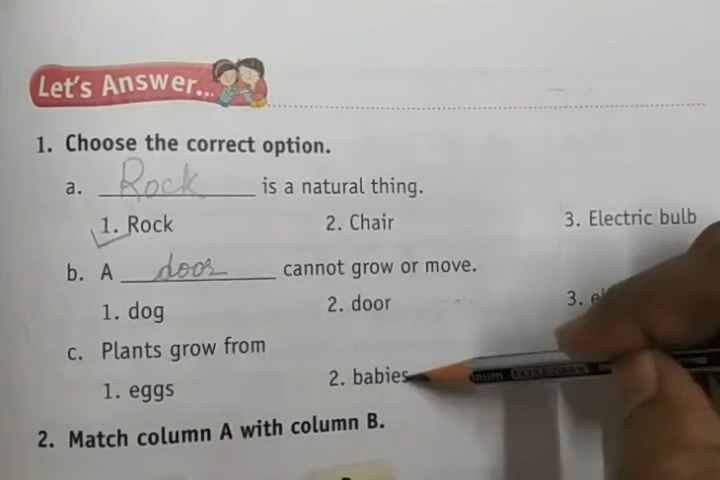 Let's Answer...
1. Choose the correct option.
a. Rock is a natural thing.
1. Rock 2. Chair 3. Electric bulb
b. A door cannot grow or move.
1. dog 2. door 3.
c. Plants grow from
1. eggs 2. babies
2. Match column A with column B.